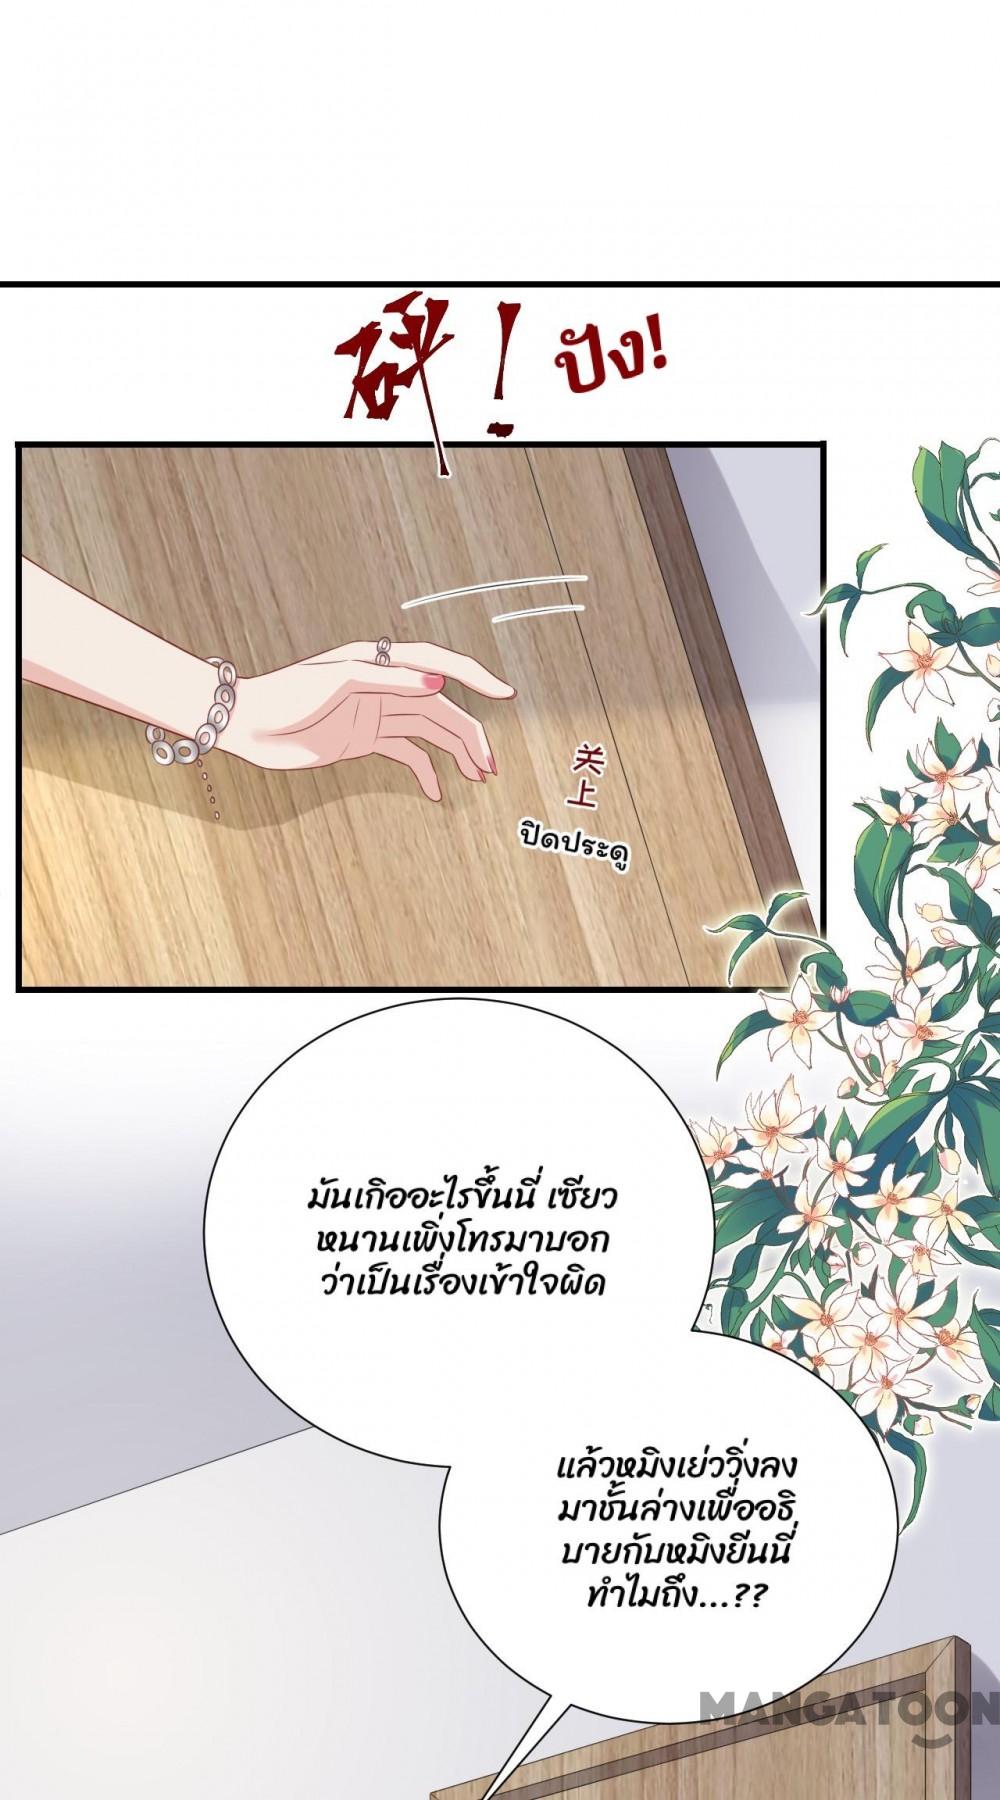 砰！ ปัง!
关上
ปิดประตู
มันเกิดอะไรขึ้นนี่ เซียว
หนานเพิ่งโทรมาบอก
ว่าเป็นเรื่องเข้าใจผิด
แล้วหมิงเย่ววิ่งลง
มาชั้นล่างเพื่ออธิ
บายกับหมิงยีนนี่
ทำไมถึง...??
MANGATOON